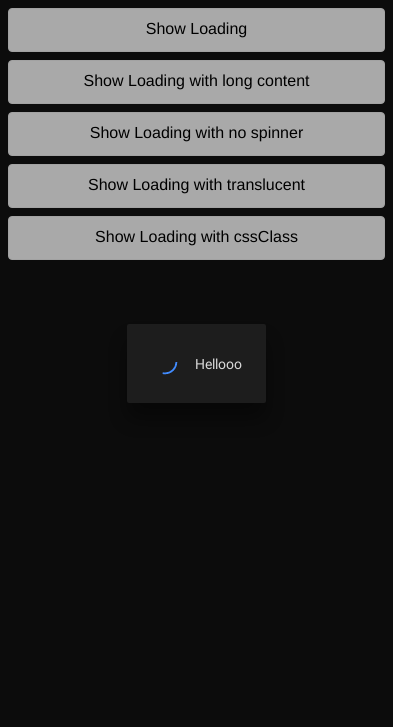 Show Loading
Show Loading with long content
Show Loading with no spinner
Show Loading with translucent
Show Loading with cssClass
Hellooo